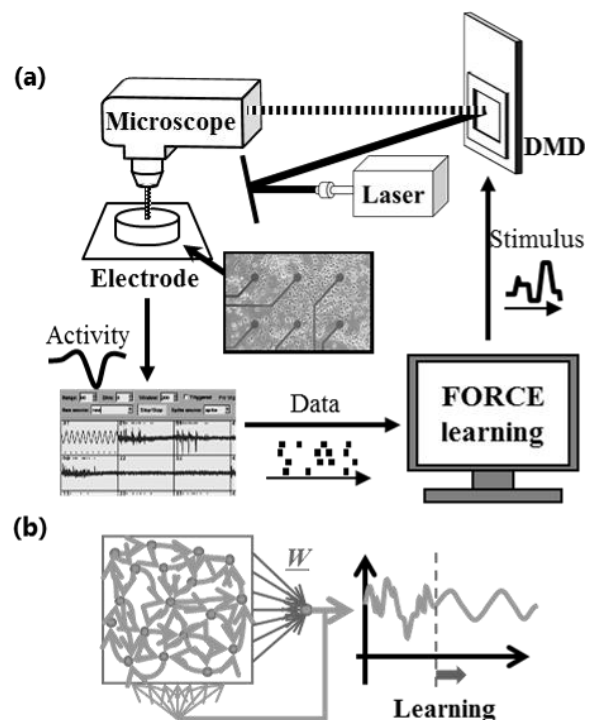 (a)
Microscope
DMD
Laser
Stimulus
Electrode
Activity
Data
FORCE
learning
(b)
W
Learning